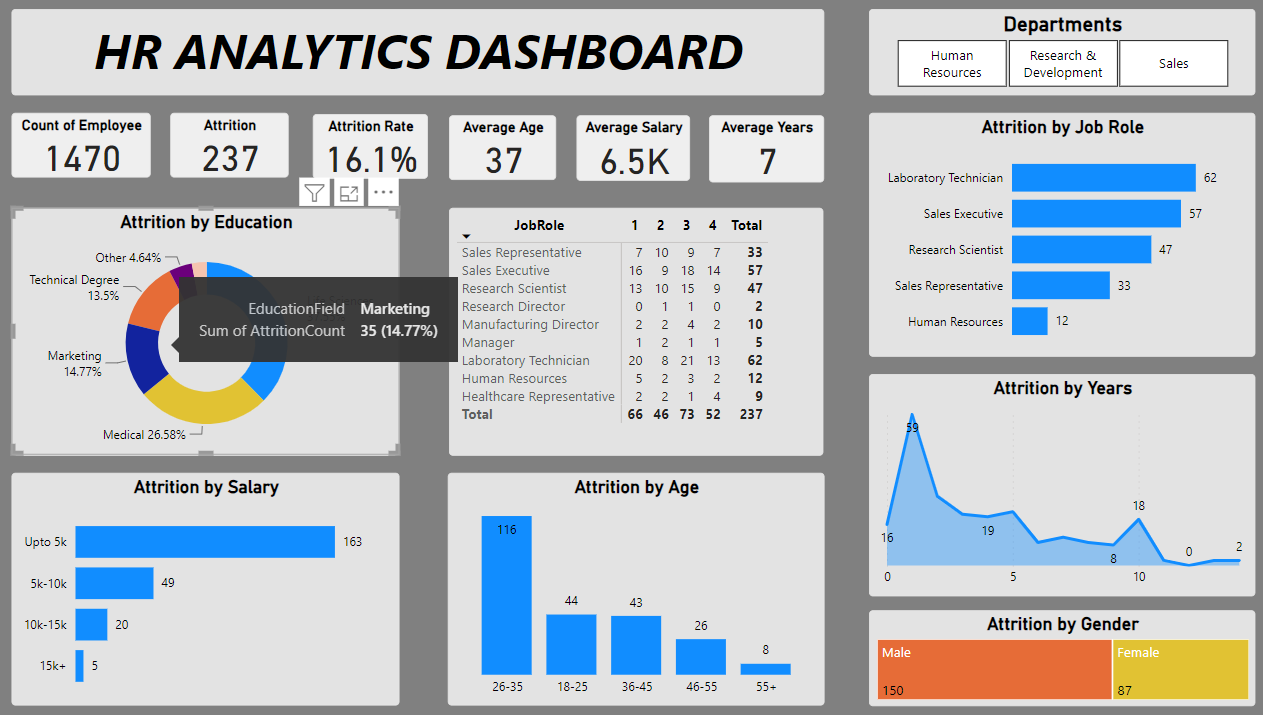 HR ANALYTICS DASHBOARD
Departments
Human
Resources
Research &
Development
Sales
Count of Employee
1470
Attrition
237
Attrition Rate
16.1%
Average Age
37
Average Salary
6.5K
Average Years
7
Attrition by Education
Other 4.64%
Technical Degree
13.5%
Marketing
14.77%
Medical 26.58%
EducationField Marketing
Sum of AttritionCount 35 (14.77%)
JobRole 1 2 3 4 Total
Sales Representative 7 10 9 7 33
Sales Executive 16 9 18 14 57
Research Scientist 13 10 15 9 47
Research Director 0 1 1 0 2
Manufacturing Director 2 2 4 2 10
Manager 1 2 1 1 5
Laboratory Technician 20 8 21 13 62
Human Resources 5 2 3 2 12
Healthcare Representative 2 2 1 4 9
Total 66 46 73 52 237
Attrition by Job Role
Laboratory Technician 62
Sales Executive 57
Research Scientist 47
Sales Representative 33
Human Resources 12
Attrition by Years
59
16
19
8
18
0
2
0 5 10
Attrition by Salary
Upto 5k 163
5k-10k 49
10k-15k 20
15k+ 5
Attrition by Age
116
44
43
26
8
26-35 18-25 36-45 46-55 55+
Attrition by Gender
Male
150
Female
87